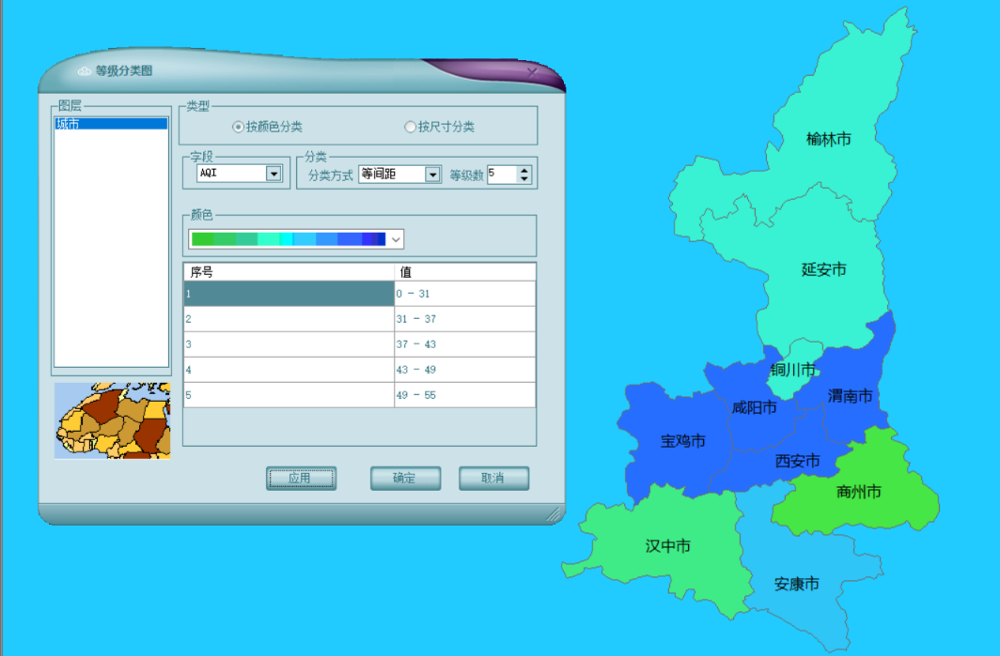 等级分类图
图层
城市
类型
按颜色分类
按尺寸分类
字段
AQI
分类
分类方式
等间距
等级数
5
颜色
序号
值
1
0 - 31
2
31 - 37
3
37 - 43
4
43 - 49
5
49 - 55
应用
确定
取消
榆林市
延安市
铜川市
渭南市
咸阳市
宝鸡市
西安市
商州市
汉中市
安康市